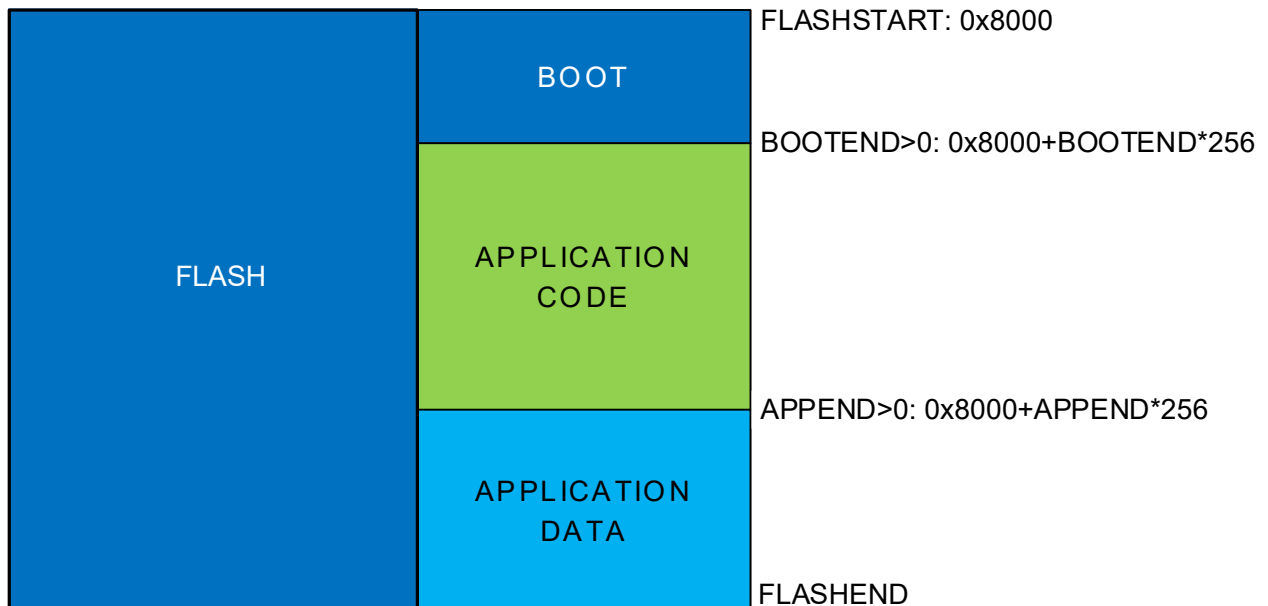 FLASHSTART: 0x8000
BOOT
BOOTEND>0: 0x8000+BOOTEND*256
FLASH
APPLICATION
CODE
APPEND>0: 0x8000+APPEND*256
APPLICATION
DATA
FLASHEND